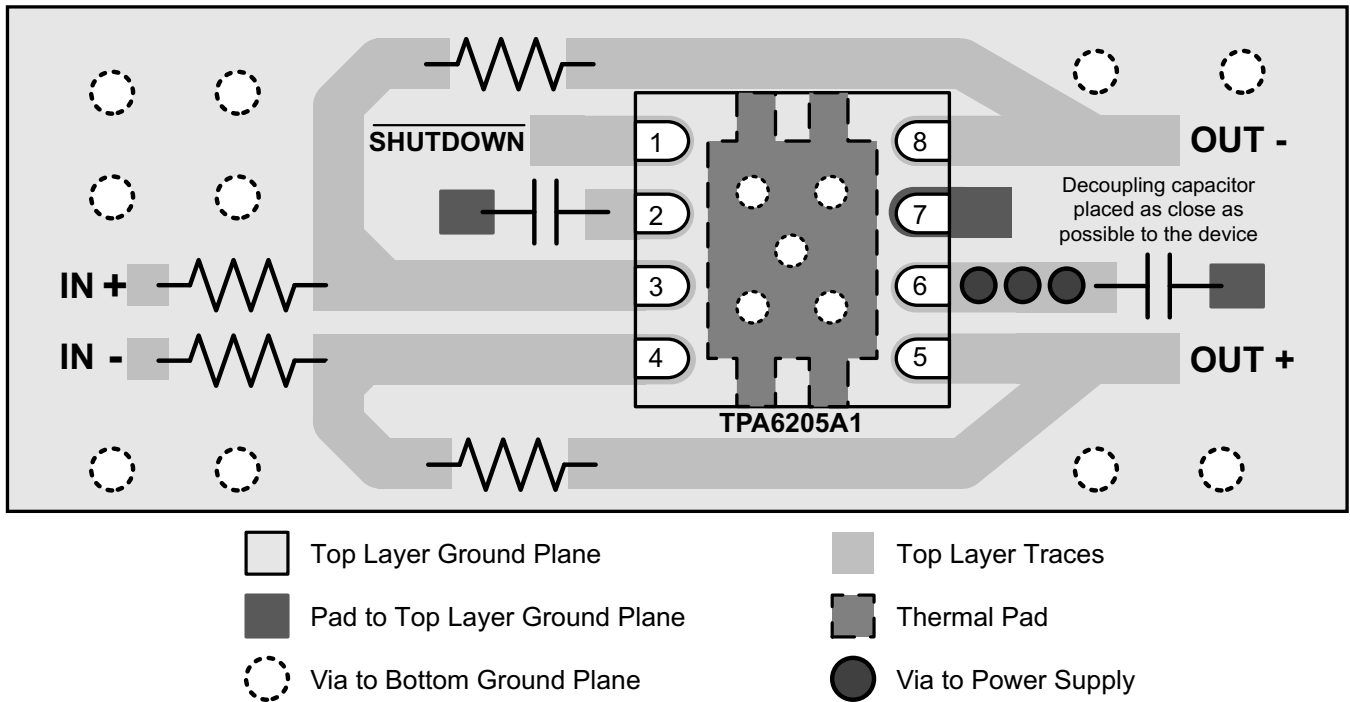 SHUTDOWN
1
8
OUT -
2
7
Decoupling capacitor
placed as close as
possible to the device
IN +
3
6
IN -
4
5
OUT +
TPA6205A1
Top Layer Ground Plane
Top Layer Traces
Pad to Top Layer Ground Plane
Thermal Pad
Via to Bottom Ground Plane
Via to Power Supply